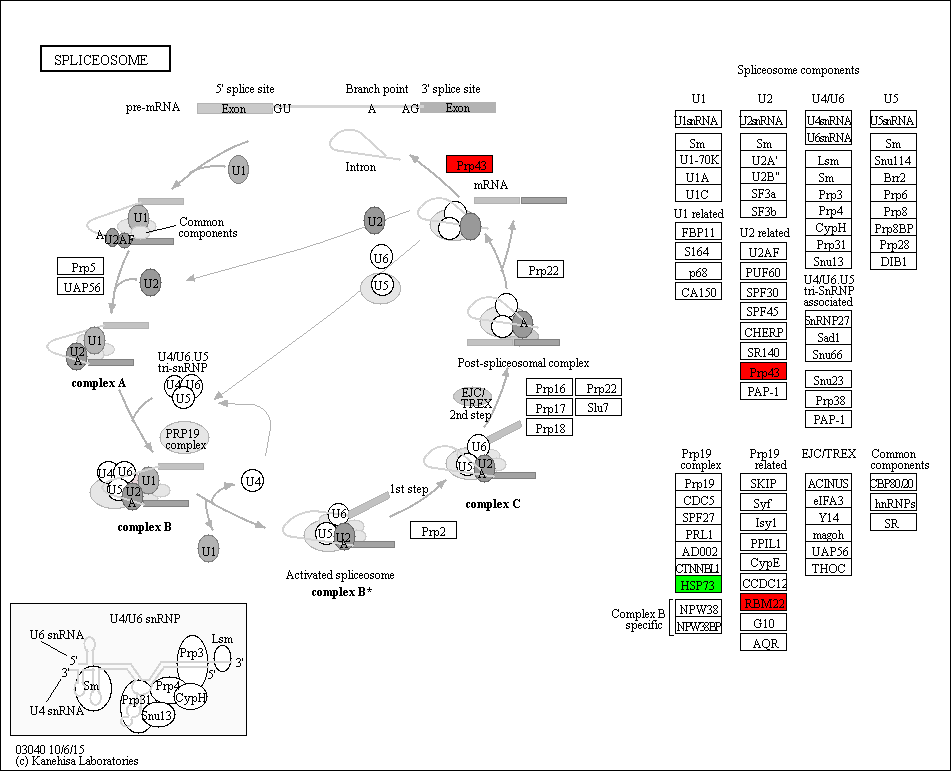 SPLICEOSOME
5' splice site
Branch point
3' splice site
pre-mRNA
Exon
GU
A
AG
Exon
U1
Intron
Prp43
mRNA
U1
A
U2AF
Common
components
U2
U6
U5
Prp5
UAP56
U2
Prp22
U1
U2
A
complex A
U4/U6.U5
tri-snRNP
U4
U6
U5
A
Post-spliceosomal complex
PRP19
complex
EJC/
TREX
2nd step
Prp16
Prp22
Prp17
Slu7
Prp18
U4
U6
U5
U1
U2
A
complex B
U4
U1
U6
U5
U2
A
complex C
1st step
U6
U5
U2
A
Prp2
Activated spliceosome
complex B*
Spliceosome components
U1
U1snRNA
Sm
U1-70K
U1A
U1C
U1 related
FBP11
S164
p68
CA150
U2
U2snRNA
Sm
U2A'
U2B"
SF3a
SF3b
U2 related
U2AF
PUF60
SPF30
SPF45
CHERP
SR140
Prp43
PAP-1
U4/U6
U4snRNA
U6snRNA
Lsm
Sm
Prp3
Prp4
CypH
Prp31
Snu13
U4/U6.U5
tri-SnRNP
associated
SnRNP27
Sad1
Snu66
Snu23
Prp38
PAP-1
U5
U5snRNA
Sm
Snu114
Brr2
Prp6
Prp8
Prp8BP
Prp28
DIB1
Prp19
complex
Prp19
CDC5
SPF27
PRL1
AD002
CTNNBL1
HSP73
Complex B
specific
NPW38
NPW38BP
Prp19
related
SKIP
Syf
Isy1
PPIL1
CypE
CCDC12
RBM22
G10
AQR
EJC/TREX
ACINUS
eIFA3
Y14
magoh
UAP56
THOC
Common
components
CBP80/20
hnRNPs
SR
U4/U6 snRNP
U6 snRNA
5'
3'
Sm
U4 snRNA
Prp3
Lsm
3'
5'
Prp4
Prp31
CypH
Snu13
03040 10/6/15
(c) Kanehisa Laboratories